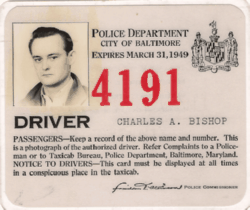 POLICE DEPARTMENT
CITY OF BALTIMORE
EXPIRES MARCH 31, 1949
4191
DRIVER
CHARLES A. BISHOP
PASSENGERS—Keep a record of the above name and number. This
is a photograph of the authorized driver. Refer Complaints to a Police-
man or to Taxicab Bureau, Police Department, Baltimore, Maryland.
NOTICE TO DRIVERS—This card must be displayed at all times
in a conspicuous place in the taxicab.
POLICE COMMISSIONER